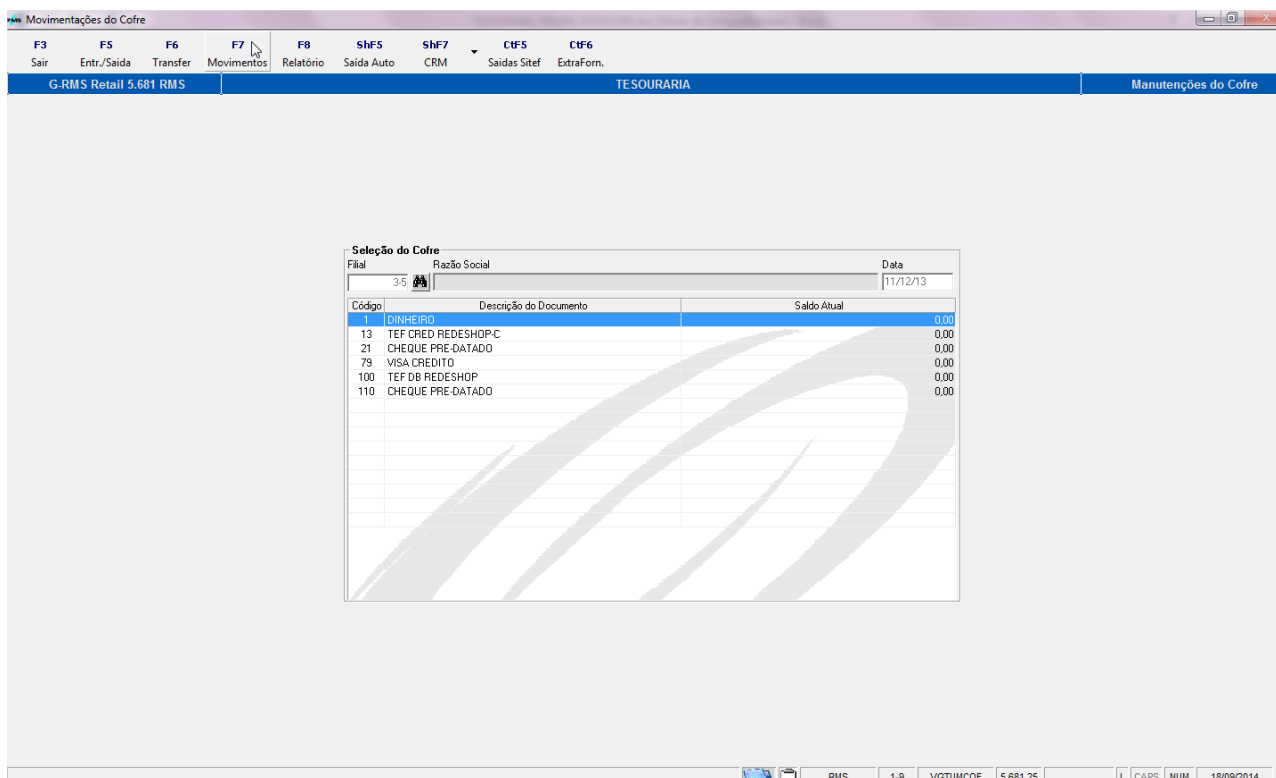 RMS Movimentações do Cofre
F3 F5 F6 F7 F8 ShF5 ShF7 CtF5 CtF6
Sair Entr./Saida Transfer Movimentos Relatório Saída Auto CRM Saidas Sitef ExtraForn.
G-RMS Retail 5.681 RMS TESOURARIA Manutenções do Cofre
Seleção do Cofre
Filial Razão Social Data
3-5 11/12/13
Código Descrição do Documento Saldo Atual
1 DINHEIRO 0,00
13 TEF CRED REDESHOP-C 0,00
21 CHEQUE PRE-DATADO 0,00
79 VISA CREDITO 0,00
100 TEF DB REDESHOP 0,00
110 CHEQUE PRE-DATADO 0,00
RMS 1-9 VGTUMCOF 5.681.25 I CAPS NUM 18/09/2014